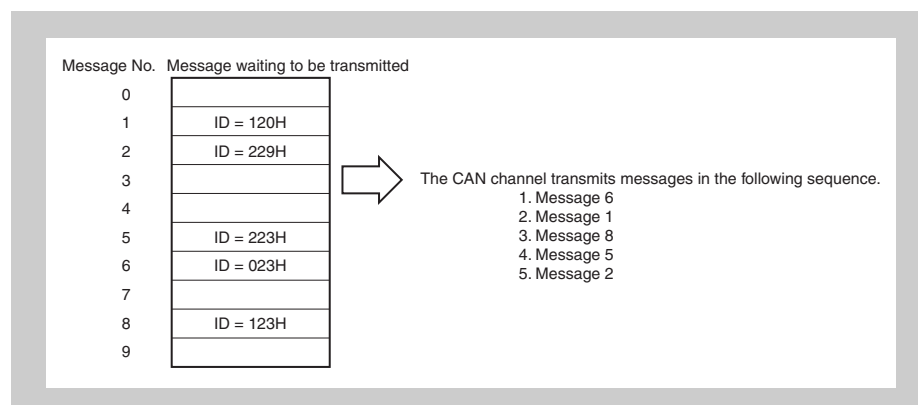 Message No. Message waiting to be transmitted
0
1 ID = 120H
2 ID = 229H
3
4
5 ID = 223H
6 ID = 023H
7
8 ID = 123H
9
The CAN channel transmits messages in the following sequence.
1. Message 6
2. Message 1
3. Message 8
4. Message 5
5. Message 2